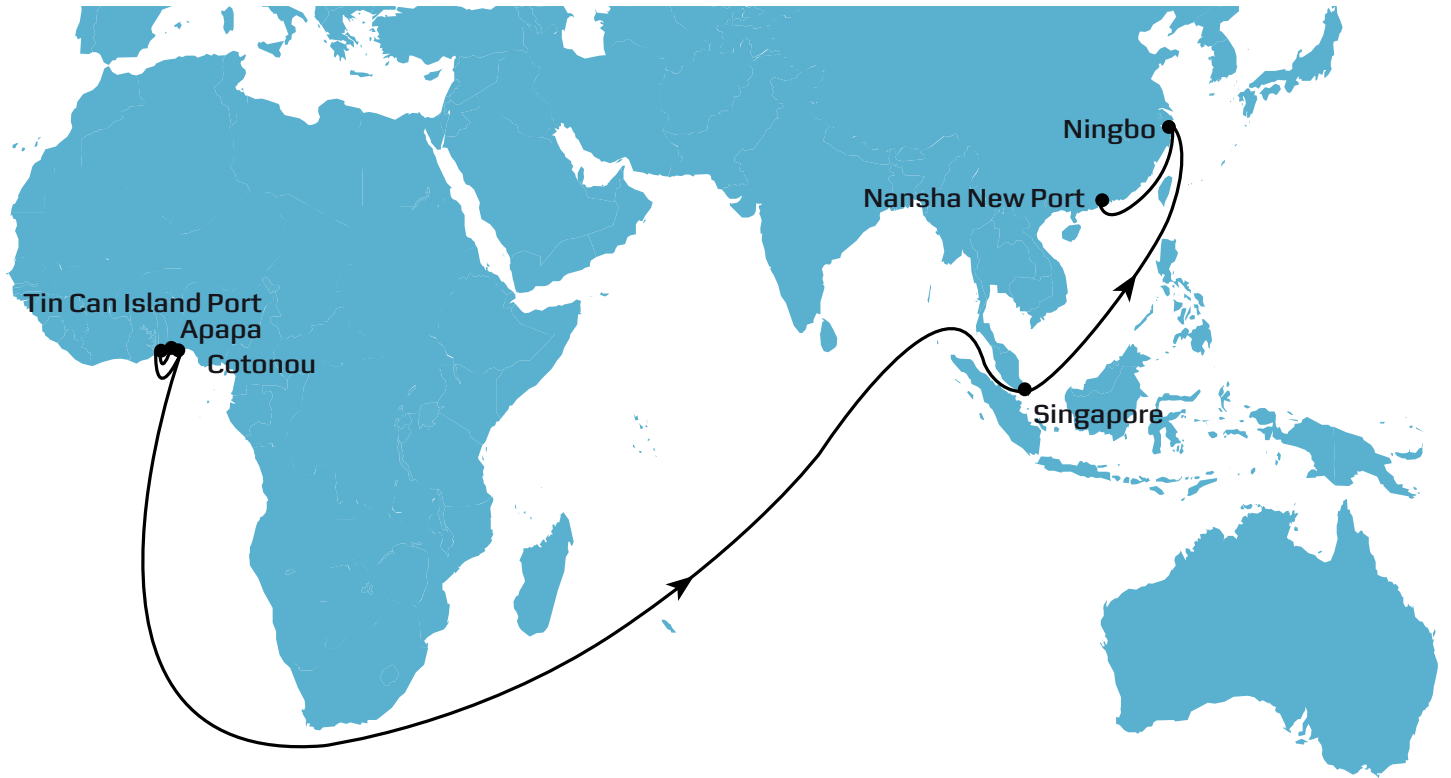 Ningbo
Nansha New Port
Tin Can Island Port
Apapa
Cotonou
Singapore